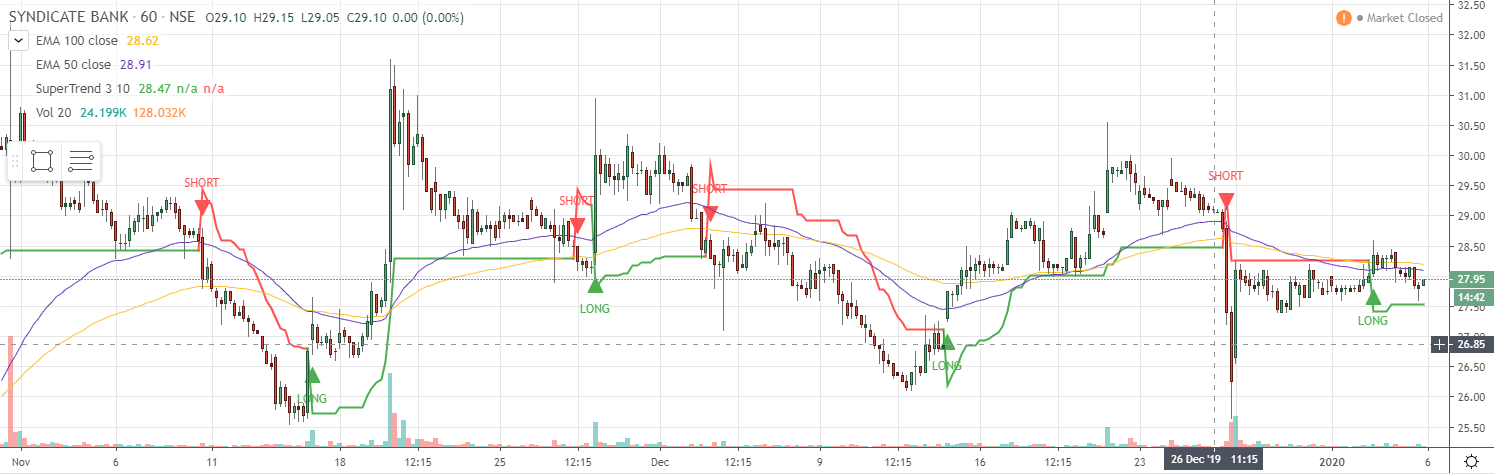 SYNDICATE BANK · 60 · NSE O29.10 H29.15 L29.05 C29.10 0.00 (0.00%)
Market Closed
EMA 100 close 28.62
EMA 50 close 28.91
SuperTrend 3 10 28.47 n/a n/a
Vol 20 24.199K 128.032K
SHORT
SHORT
SHORT
SHORT
LONG
LONG
LONG
LONG
32.50
32.00
31.50
31.00
30.50
30.00
29.50
29.00
28.50
27.95
14:42
27.50
27.00
26.85
26.50
26.00
25.50
Nov 6 11 18 12:15 25 12:15 Dec 12:15 9 12:15 16 12:15 23 26 Dec '19 11:15 2020 6